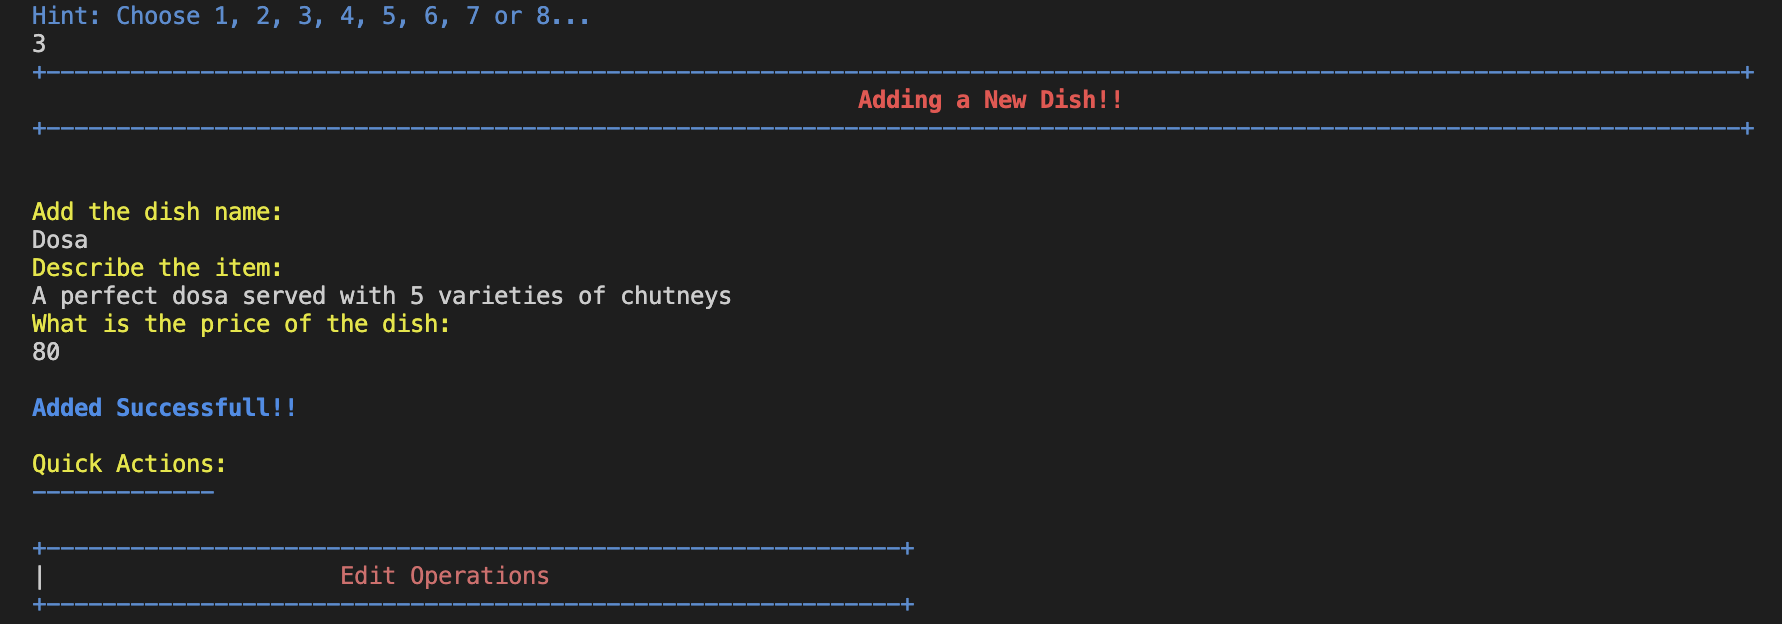 Hint: Choose 1, 2, 3, 4, 5, 6, 7 or 8...
3
+-------------------------------------------------------------------------------------------------------------------------+
Adding a New Dish!!
+-------------------------------------------------------------------------------------------------------------------------+
Add the dish name:
Dosa
Describe the item:
A perfect dosa served with 5 varieties of chutneys
What is the price of the dish:
80
Added Successfull!!
Quick Actions:
-------------
+-------------------------------------------------------------+
| Edit Operations
+-------------------------------------------------------------+